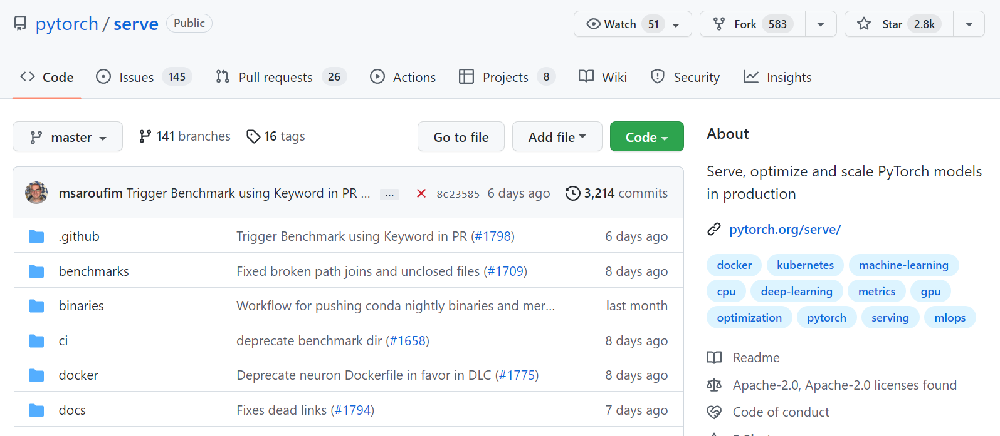 pytorch / serve Public Watch 51 Fork 583 Star 2.8k
Code Issues 145 Pull requests 26 Actions Projects 8 Wiki Security Insights
master 141 branches 16 tags Go to file Add file Code
msaroufim Trigger Benchmark using Keyword in PR ... ... 8c23585 6 days ago 3,214 commits
.github Trigger Benchmark using Keyword in PR (#1798) 6 days ago
benchmarks Fixed broken path joins and unclosed files (#1709) 8 days ago
binaries Workflow for pushing conda nightly binaries and mer... last month
ci deprecate benchmark dir (#1658) 8 days ago
docker Deprecate neuron Dockerfile in favor in DLC (#1775) 8 days ago
docs Fixes dead links (#1794) 7 days ago
About
Serve, optimize and scale PyTorch models
in production
pytorch.org/serve/
docker kubernetes machine-learning
cpu deep-learning metrics gpu
optimization pytorch serving mlops
Readme
Apache-2.0, Apache-2.0 licenses found
Code of conduct